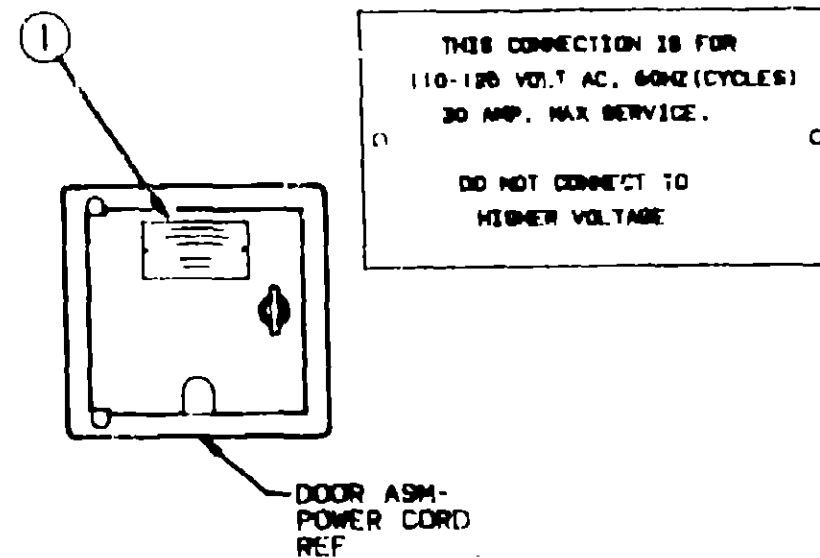 1
THIS CONNECTION IS FOR
110-120 VOLT AC, 60HZ(CYCLES)
30 AMP. MAX SERVICE.
DO NOT CONNECT TO
HIGHER VOLTAGE
DOOR ASM-
POWER CORD
REF